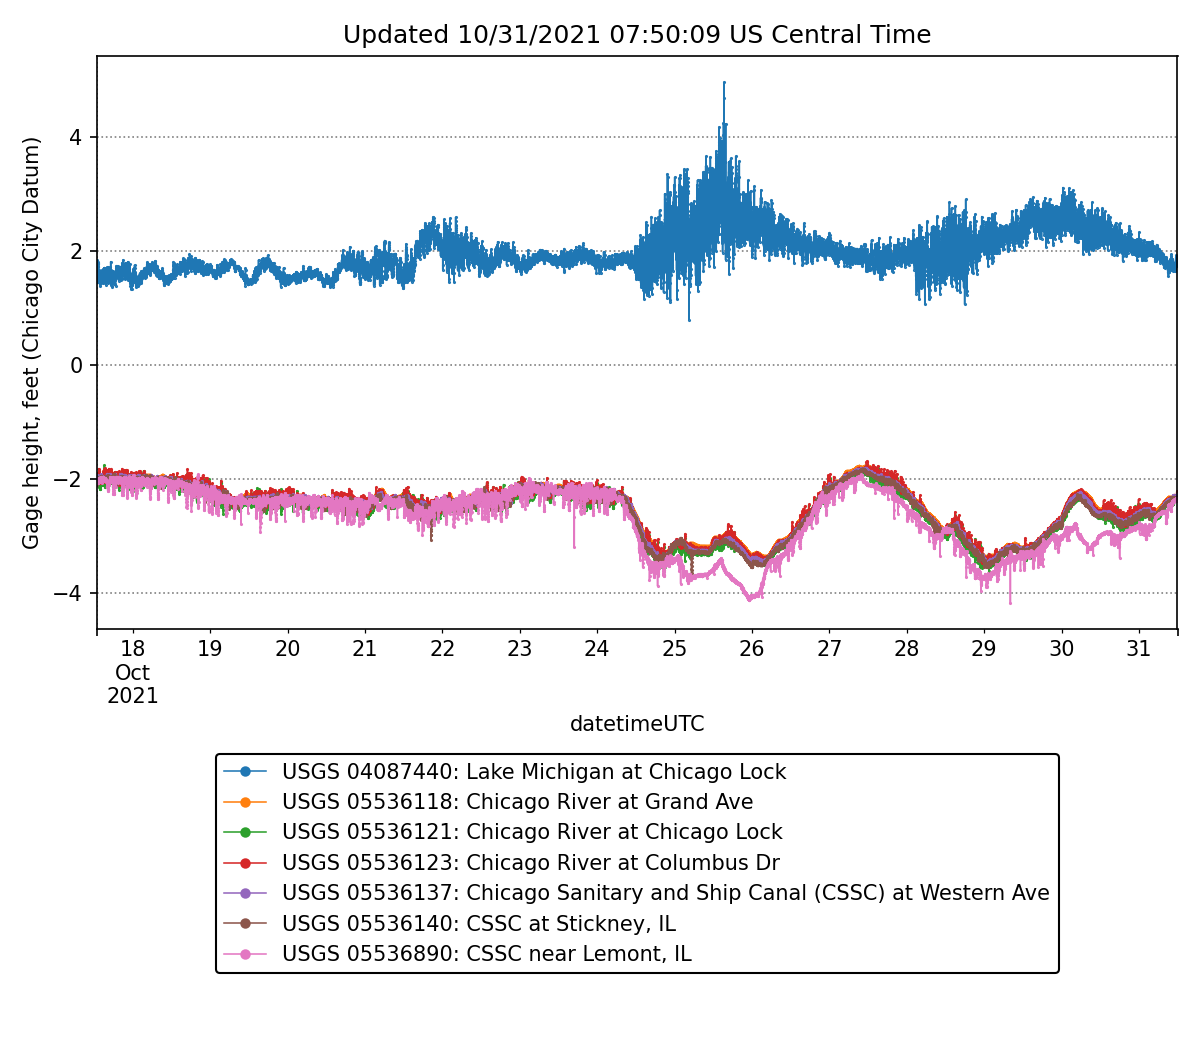 Updated 10/31/2021 07:50:09 US Central Time
Gage height, feet (Chicago City Datum)
4
2
0
−2
−4
18 19 20 21 22 23 24 25 26 27 28 29 30 31
Oct
2021
datetimeUTC
USGS 04087440: Lake Michigan at Chicago Lock
USGS 05536118: Chicago River at Grand Ave
USGS 05536121: Chicago River at Chicago Lock
USGS 05536123: Chicago River at Columbus Dr
USGS 05536137: Chicago Sanitary and Ship Canal (CSSC) at Western Ave
USGS 05536140: CSSC at Stickney, IL
USGS 05536890: CSSC near Lemont, IL